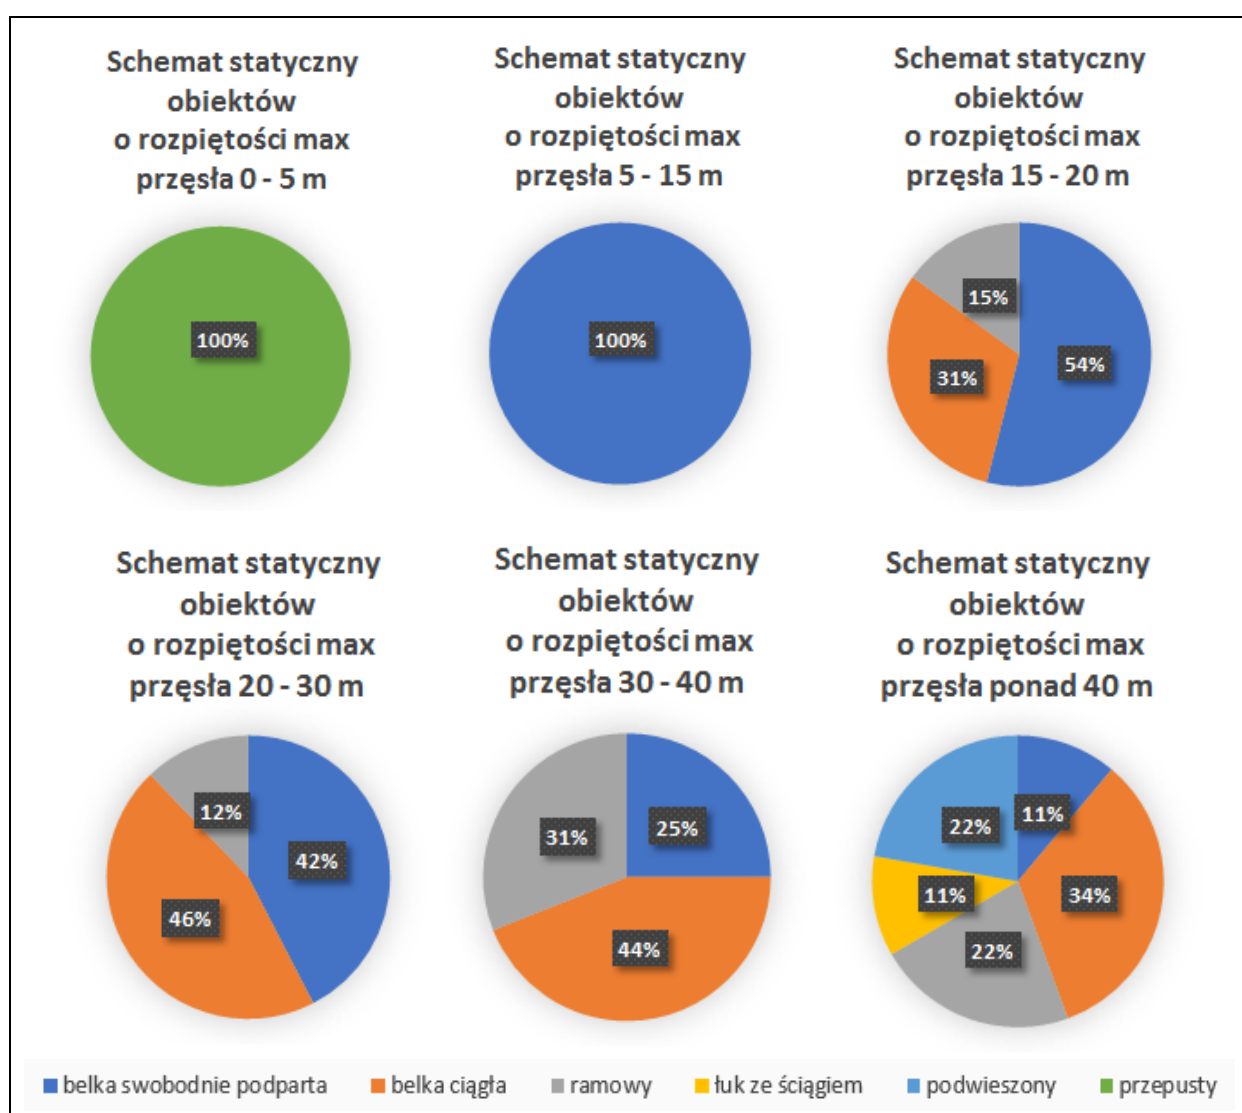 Schemat statyczny
obiektów
o rozpiętości max
przęsła 0 - 5 m
100%
Schemat statyczny
obiektów
o rozpiętości max
przęsła 5 - 15 m
100%
Schemat statyczny
obiektów
o rozpiętości max
przęsła 15 - 20 m
15%
31%
54%
Schemat statyczny
obiektów
o rozpiętości max
przęsła 20 - 30 m
12%
42%
46%
Schemat statyczny
obiektów
o rozpiętości max
przęsła 30 - 40 m
31%
25%
44%
Schemat statyczny
obiektów
o rozpiętości max
przęsła ponad 40 m
22%
11%
11%
34%
22%
belka swobodnie podparta belka ciągła ramowy łuk ze ściągiem podwieszony przepusty